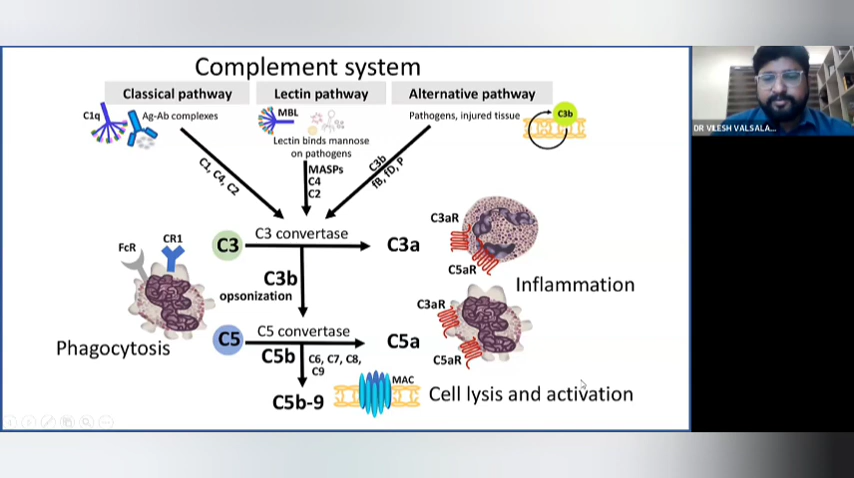 Complement system
Classical pathway
Lectin pathway
Alternative pathway
C1q
Ag-Ab complexes
MBL
Pathogens, injured tissue
C3b
Lectin binds mannose
on pathogens
C1, C4, C2
MASPs
C4
C2
C3b
fB, fD, P
C3
C3 convertase
C3a
C3aR
C5aR
Inflammation
FcR
CR1
C3b
opsonization
Phagocytosis
C5
C5 convertase
C5a
C3aR
C5aR
C5b
C6, C7, C8,
C9
C5b-9
MAC
Cell lysis and activation
DR VILESH VALSALA...